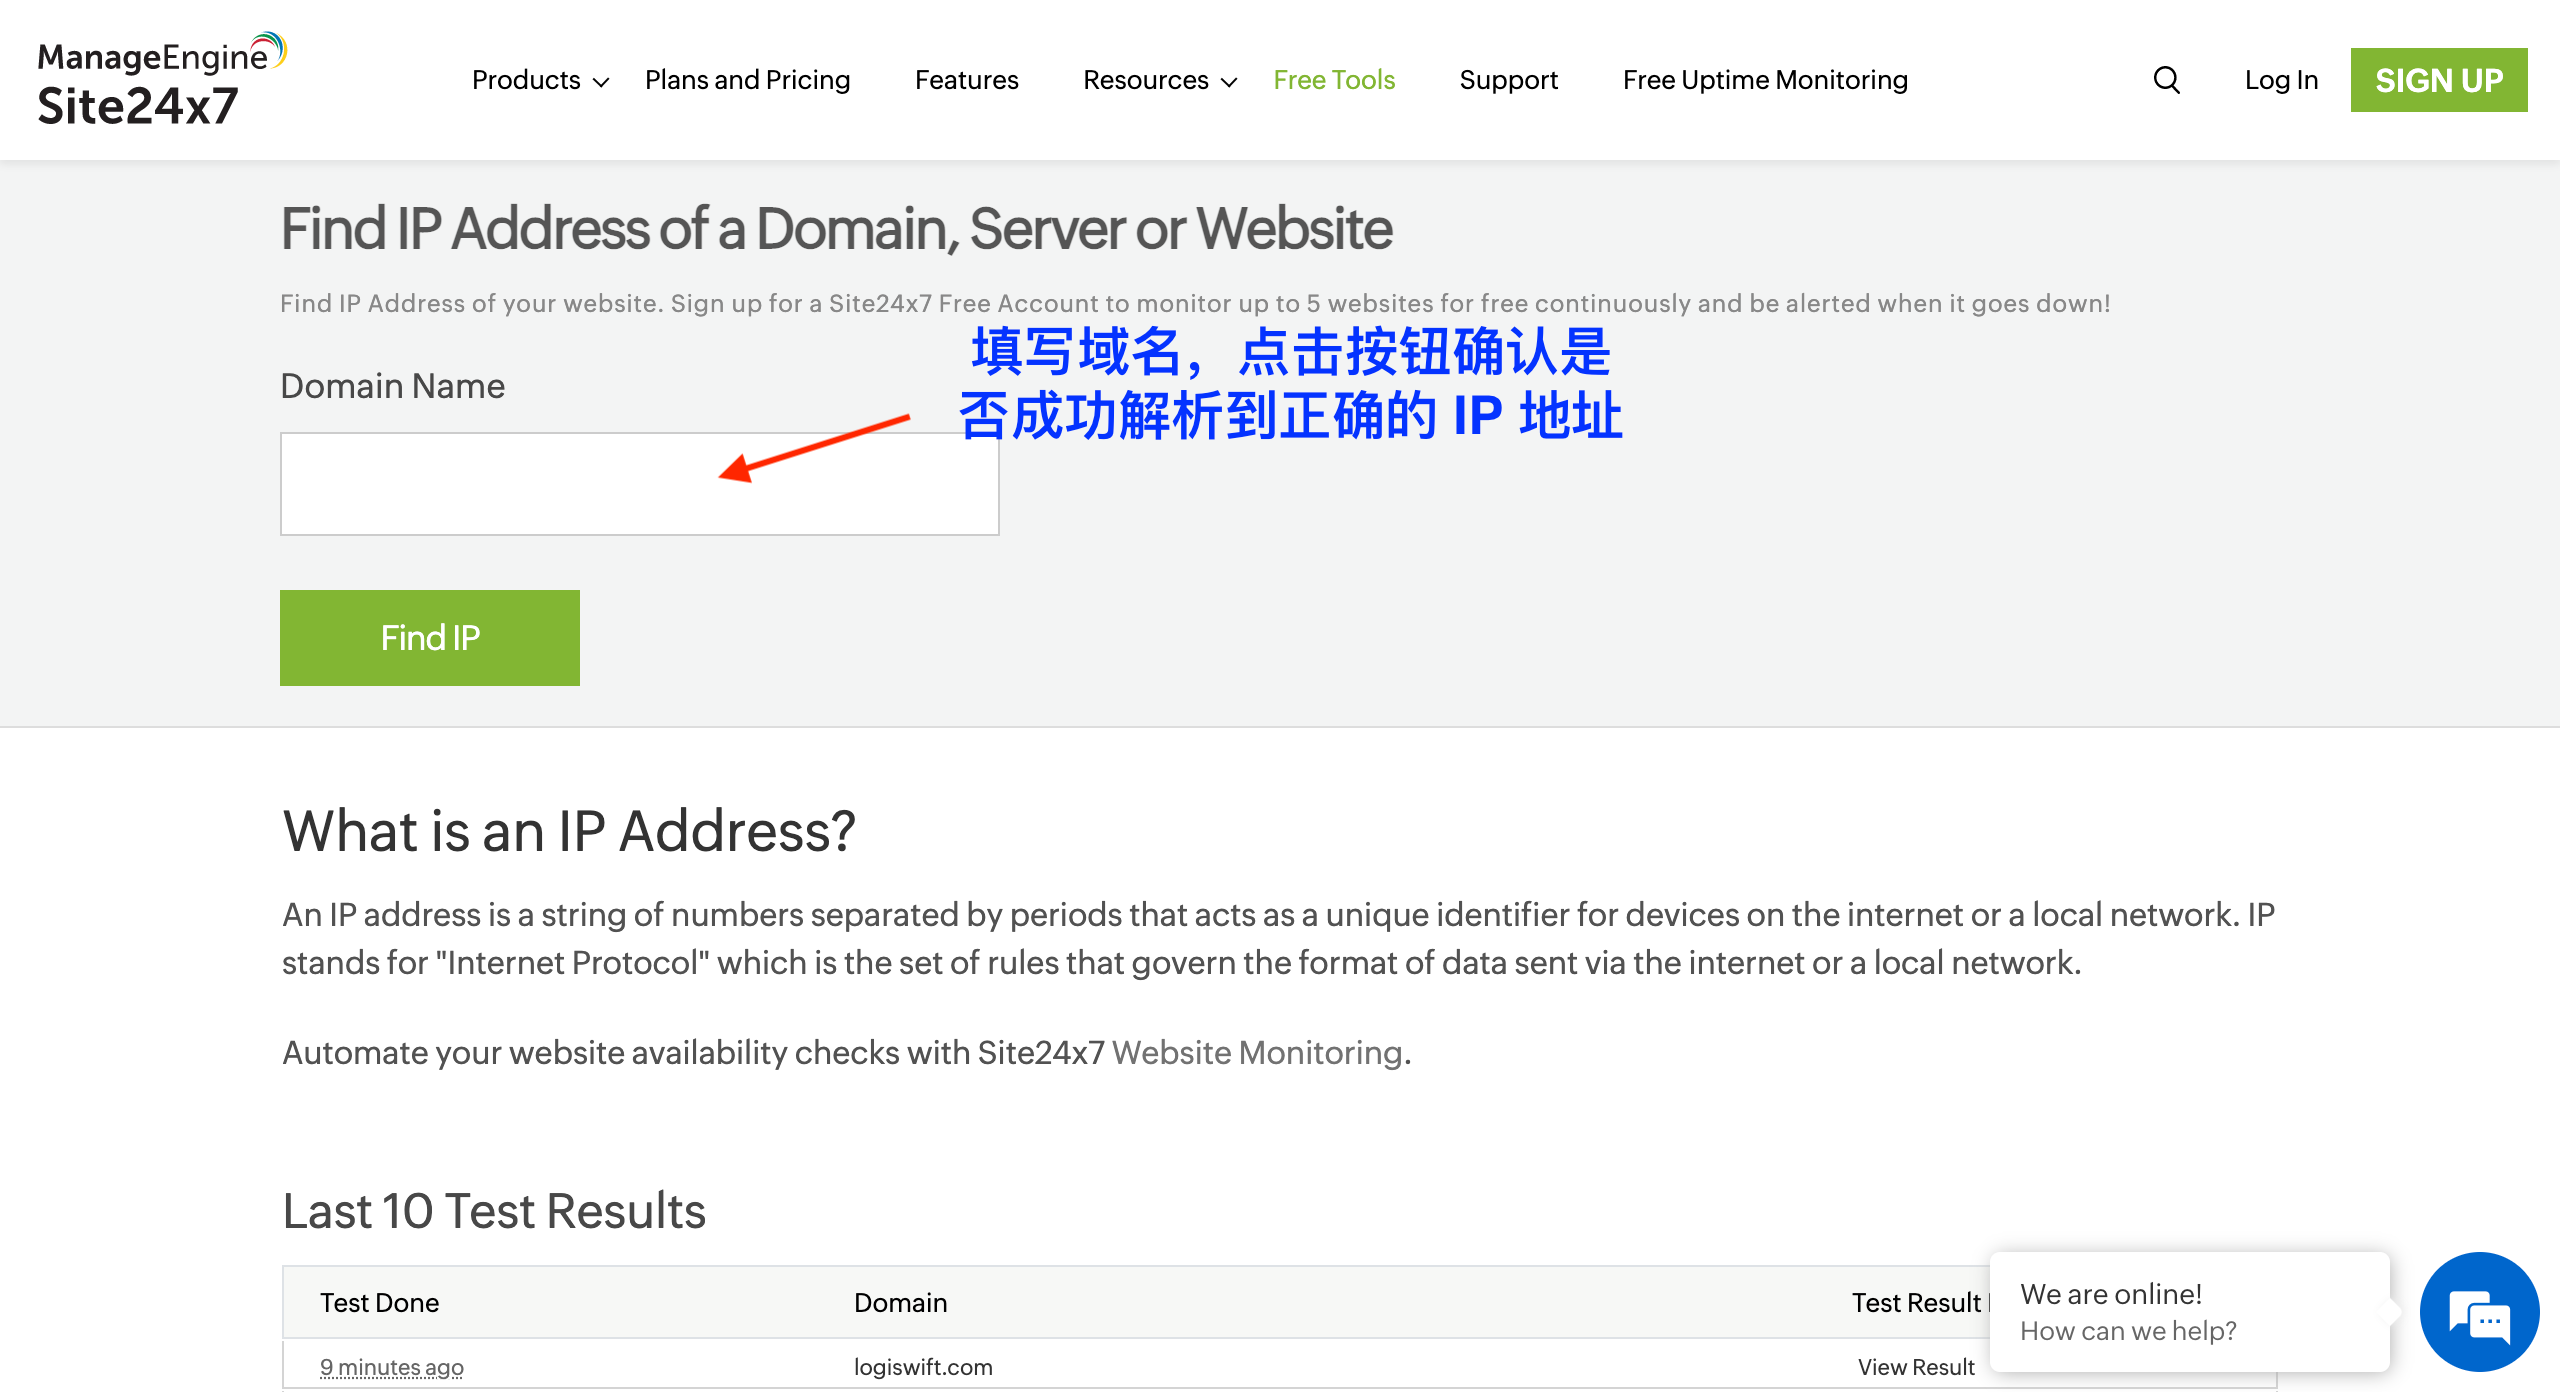 ManageEngine
Site24x7
Products
Plans and Pricing
Features
Resources
Free Tools
Support
Free Uptime Monitoring
Log In
SIGN UP
Find IP Address of a Domain, Server or Website
Find IP Address of your website. Sign up for a Site24x7 Free Account to monitor up to 5 websites for free continuously and be alerted when it goes down!
填写域名，点击按钮确认是
否成功解析到正确的 IP 地址
Domain Name
Find IP
What is an IP Address?
An IP address is a string of numbers separated by periods that acts as a unique identifier for devices on the internet or a local network. IP
stands for "Internet Protocol" which is the set of rules that govern the format of data sent via the internet or a local network.
Automate your website availability checks with Site24x7 Website Monitoring.
Last 10 Test Results
Test Done
Domain
Test Result
9 minutes ago
logiswift.com
View Result
We are online!
How can we help?